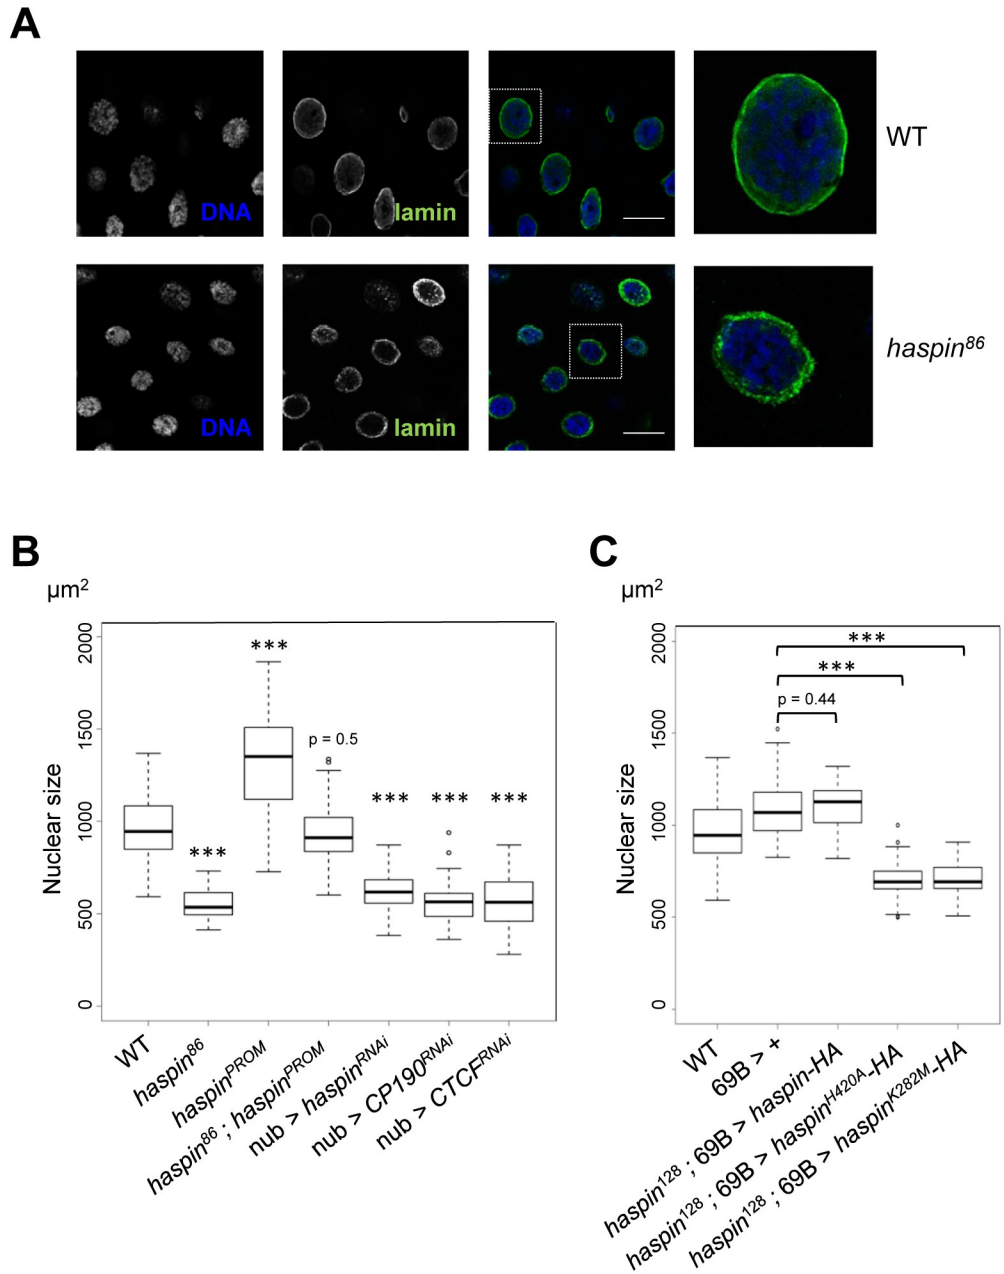 A
DNA
lamin
WT
DNA
lamin
haspin86
B
µm2
Nuclear size
2000
1500
1000
500
0
***
***
p = 0.5
***
***
***
WT
haspin86
haspinPROM
haspin86 ; haspinPROM
nub > haspinRNAi
nub > CP190RNAi
nub > CTCFRNAi
C
µm2
Nuclear size
2000
1500
1000
500
0
***
***
p = 0.44
WT
69B > +
haspin128 ; 69B > haspin-HA
haspin128 ; 69B > haspinH420A-HA
haspin128 ; 69B > haspinK282M-HA